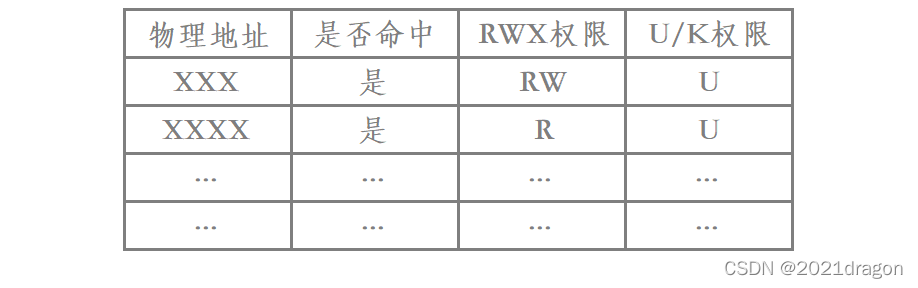 物理地址 是否命中 RWX权限 U/K权限
XXX 是 RW U
XXXX 是 R U
... ... ... ...
... ... ... ...
CSDN @2021dragon